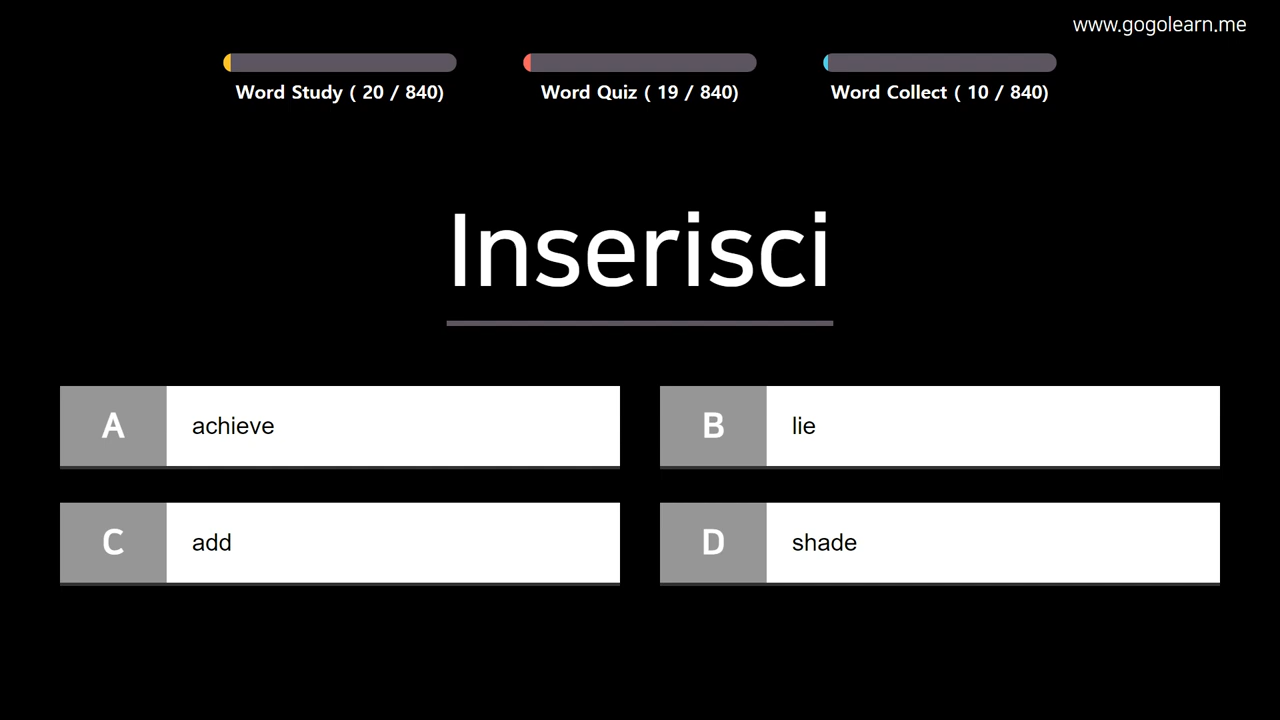 www.gogolearn.me
Word Study ( 20 / 840)
Word Quiz ( 19 / 840)
Word Collect ( 10 / 840)
Inserisci
A achieve
B lie
C add
D shade